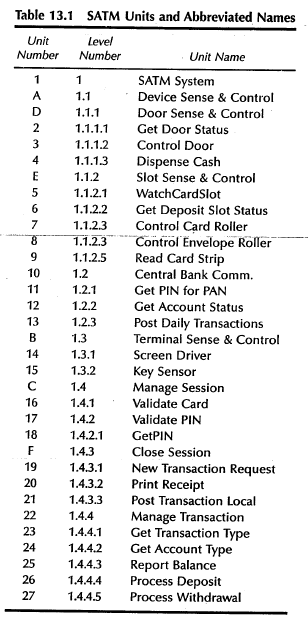 Table 13.1 SATM Units and Abbreviated Names
Unit Number Level Number Unit Name
1 1 SATM System
A 1.1 Device Sense & Control
D 1.1.1 Door Sense & Control
2 1.1.1.1 Get Door Status
3 1.1.1.2 Control Door
4 1.1.1.3 Dispense Cash
E 1.1.2 Slot Sense & Control
5 1.1.2.1 WatchCardSlot
6 1.1.2.2 Get Deposit Slot Status
7 1.1.2.3 Control Card Roller
8 1.1.2.3 Control Envelope Roller
9 1.1.2.5 Read Card Strip
10 1.2 Central Bank Comm.
11 1.2.1 Get PIN for PAN
12 1.2.2 Get Account Status
13 1.2.3 Post Daily Transactions
B 1.3 Terminal Sense & Control
14 1.3.1 Screen Driver
15 1.3.2 Key Sensor
C 1.4 Manage Session
16 1.4.1 Validate Card
17 1.4.2 Validate PIN
18 1.4.2.1 GetPIN
F 1.4.3 Close Session
19 1.4.3.1 New Transaction Request
20 1.4.3.2 Print Receipt
21 1.4.3.3 Post Transaction Local
22 1.4.4 Manage Transaction
23 1.4.4.1 Get Transaction Type
24 1.4.4.2 Get Account Type
25 1.4.4.3 Report Balance
26 1.4.4.4 Process Deposit
27 1.4.4.5 Process Withdrawal